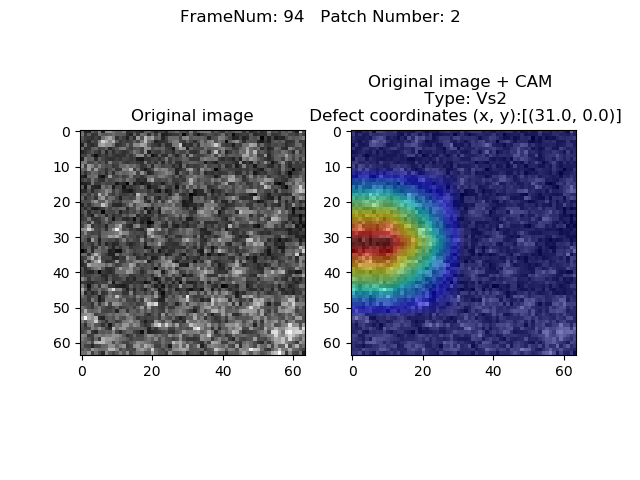 FrameNum: 94   Patch Number: 2
Original image
Original image + CAM
Type: Vs2
Defect coordinates (x, y):[(31.0, 0.0)]
0
10
20
30
40
50
60
0 20 40 60
0
10
20
30
40
50
60
0 20 40 60